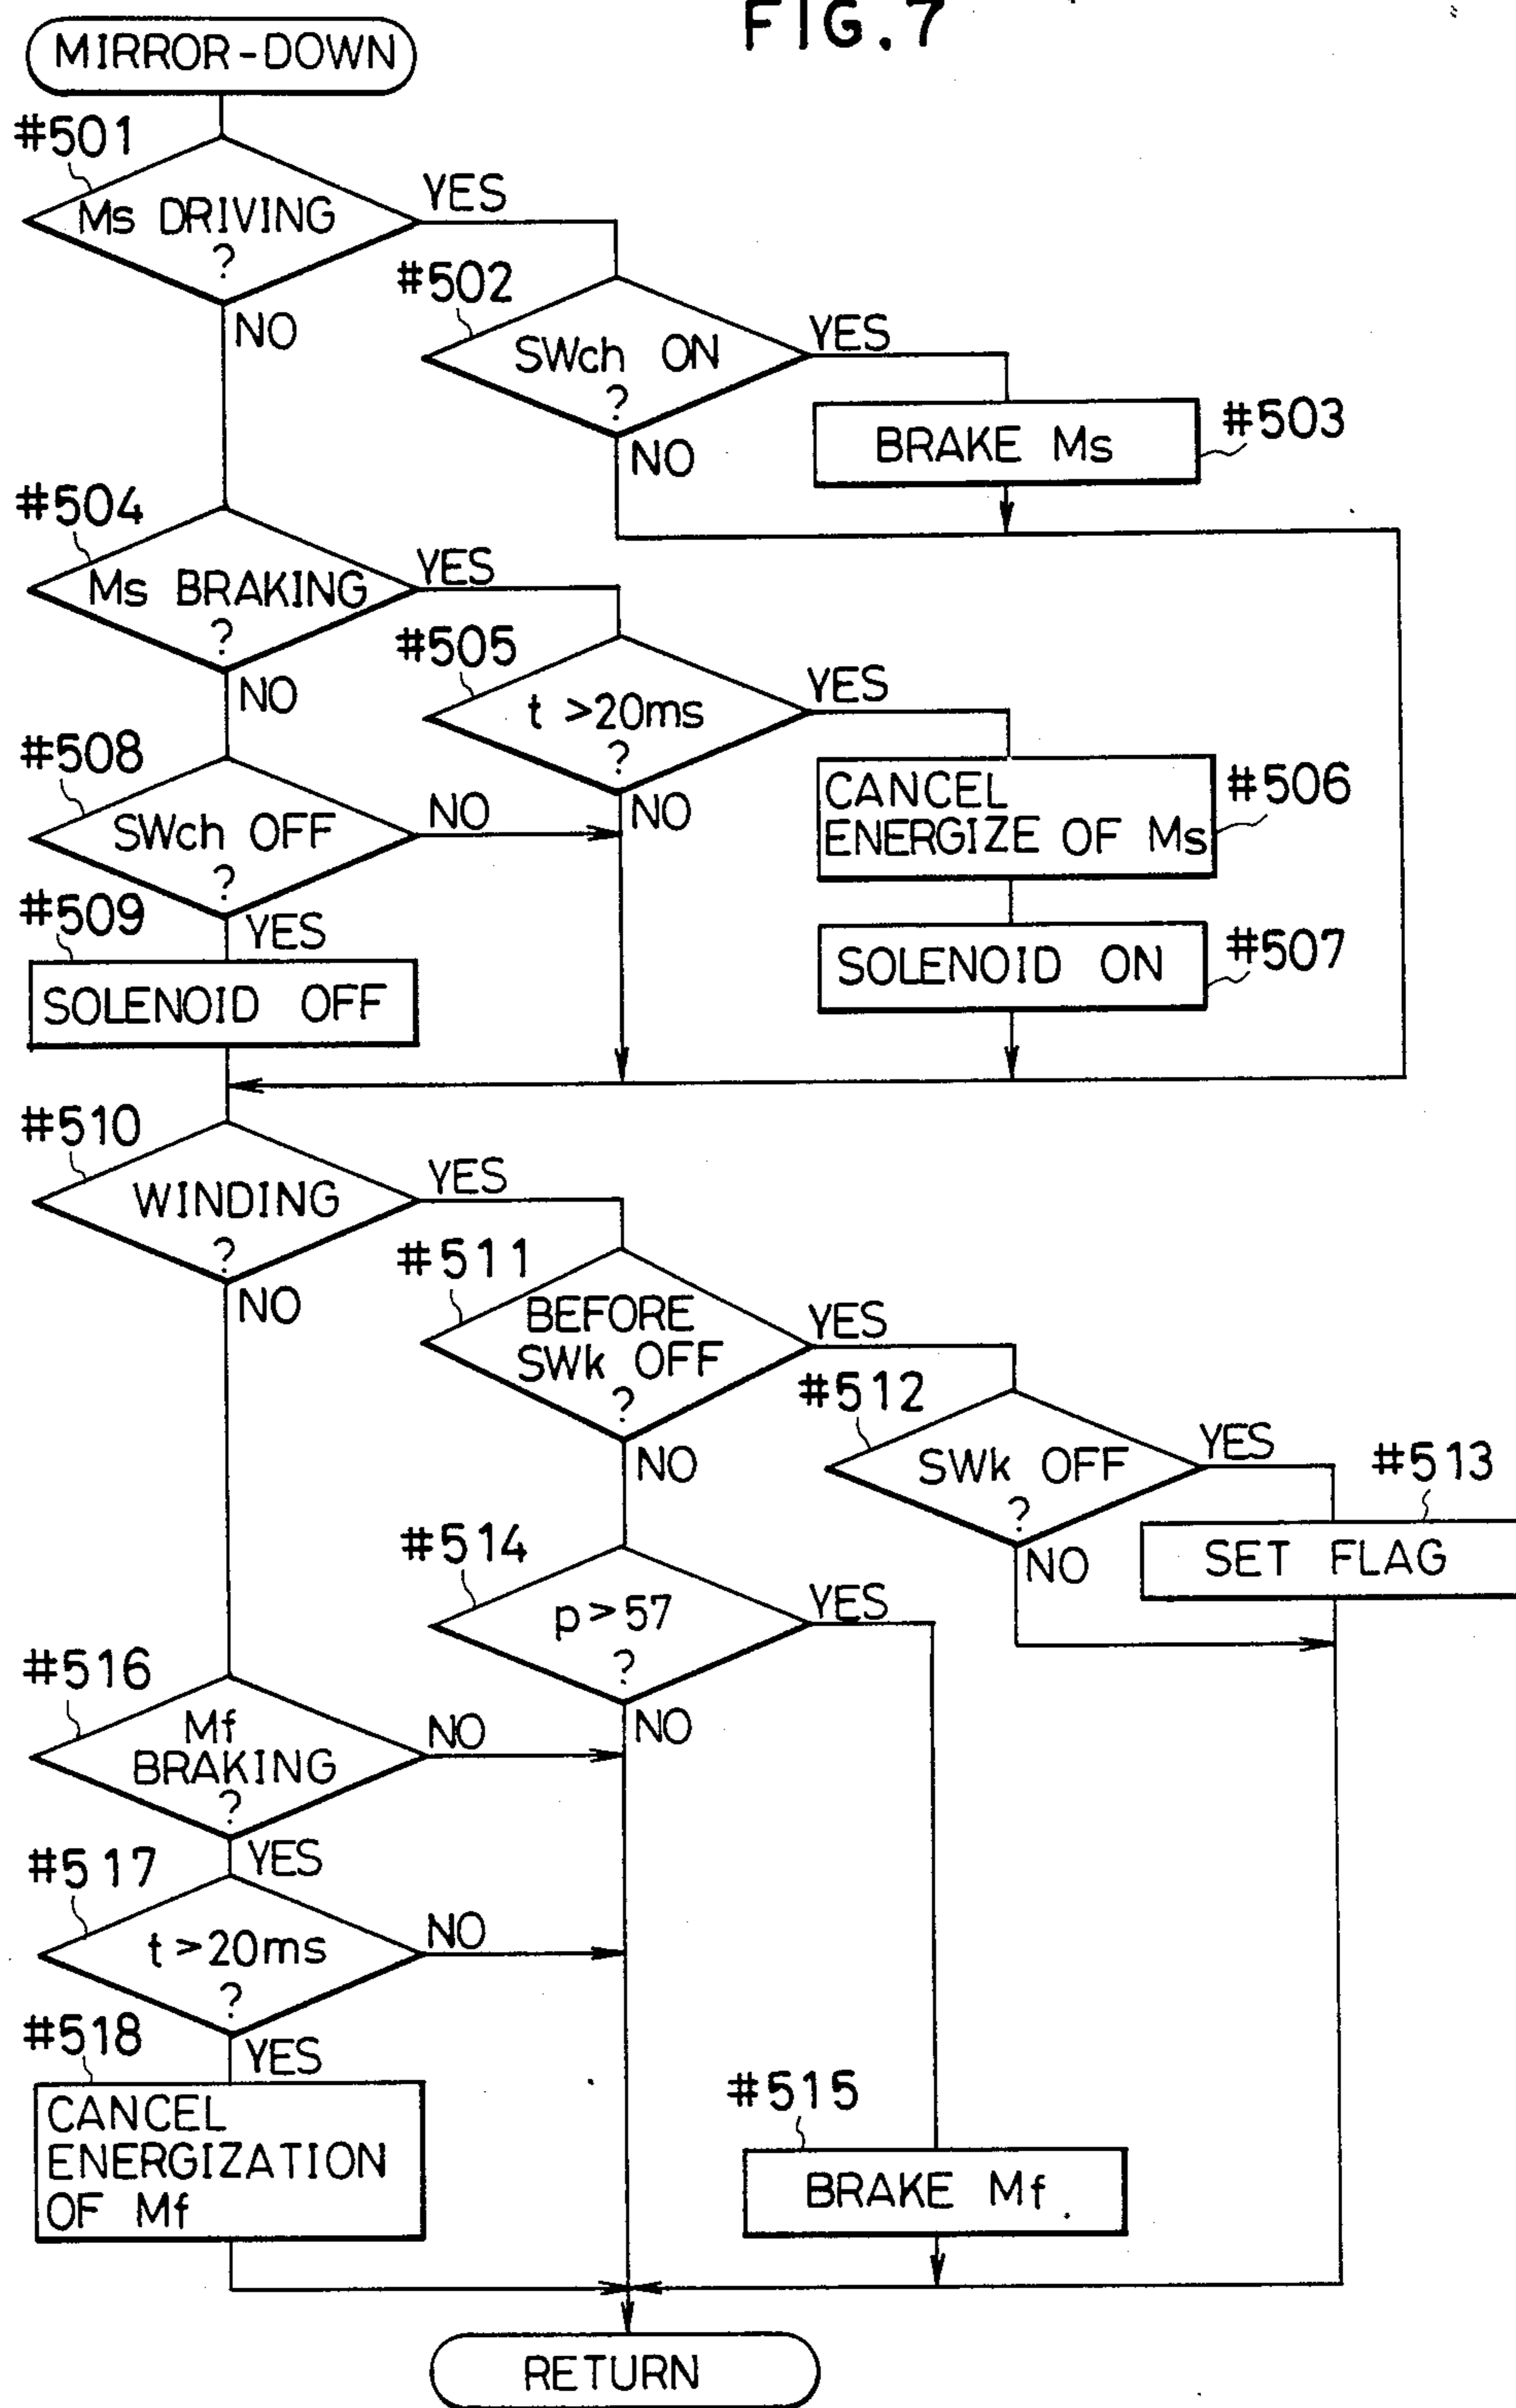 FIG.7
MIRROR-DOWN
#501
Ms DRIVING
?
YES
NO
#502
SWch ON
?
YES
NO
BRAKE Ms
#503
#504
Ms BRAKING
?
YES
NO
#505
t >20ms
?
YES
NO
CANCEL
ENERGIZE OF Ms
#506
SOLENOID ON
#507
#508
SWch OFF
?
NO
YES
#509
SOLENOID OFF
#510
WINDING
?
YES
NO
#511
BEFORE
SWk OFF
?
YES
NO
#512
SWk OFF
?
YES
NO
#513
SET FLAG
#514
p>57
?
YES
NO
#515
BRAKE Mf
#516
Mf
BRAKING
?
NO
YES
#517
t>20ms
?
NO
YES
#518
CANCEL
ENERGIZATION
OF Mf
RETURN